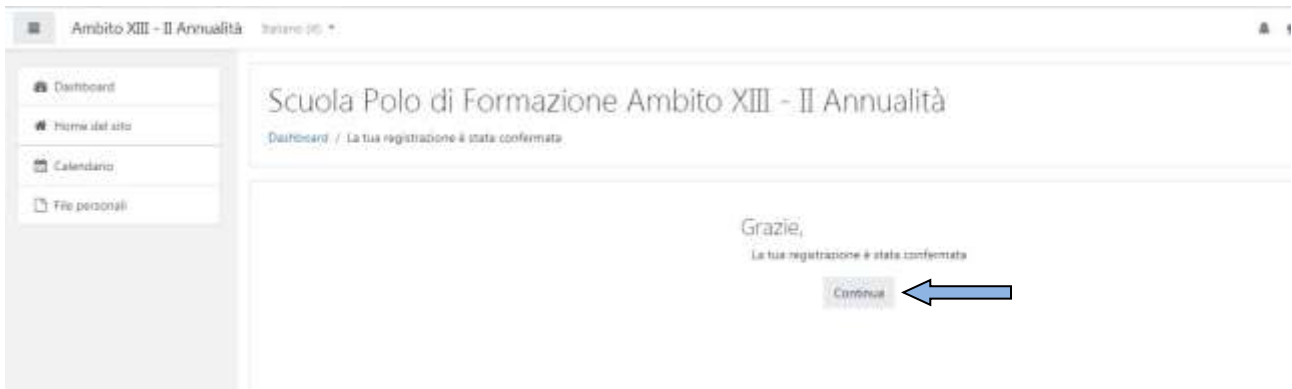 Ambito XIII - II Annualità Italiano (it)
Dashboard
Home del sito
Calendario
File personali
Scuola Polo di Formazione Ambito XIII - II Annualità
Dashboard / La tua registrazione è stata confermata
Grazie,
La tua registrazione è stata confermata
Continua